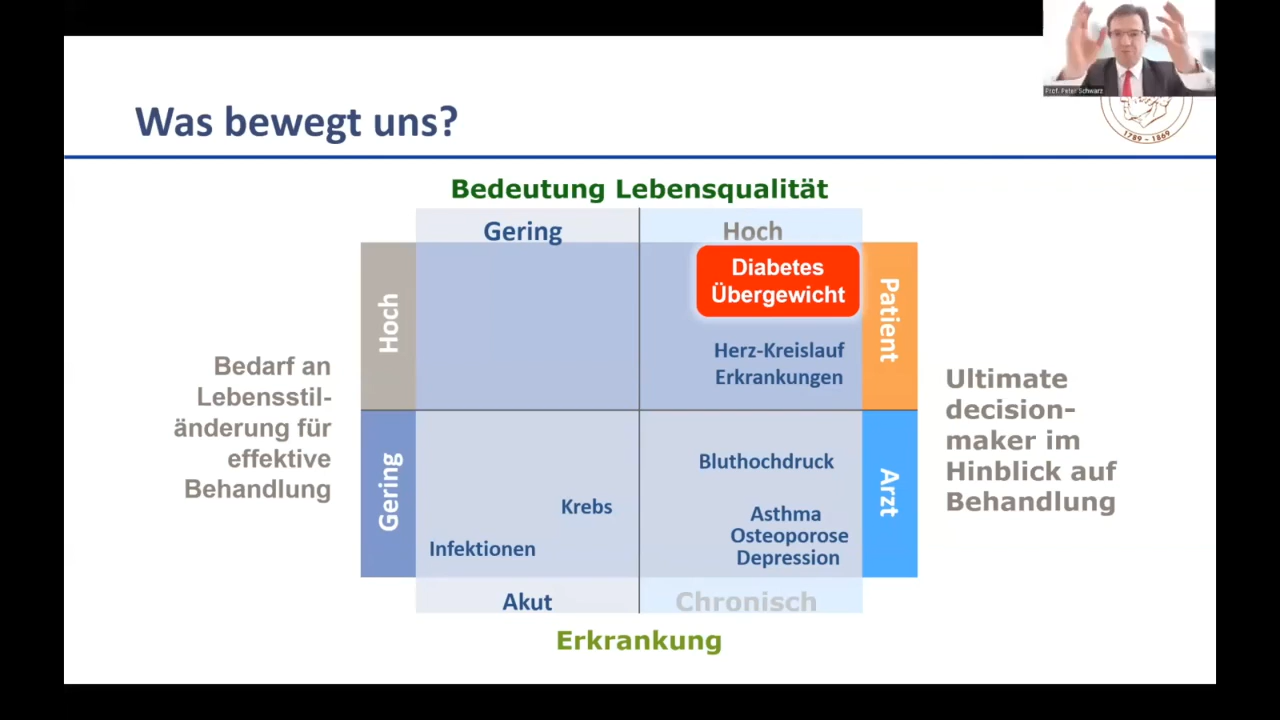 Prof. Peter Schwarz
1789 - 1869
Was bewegt uns?
Bedeutung Lebensqualität
Gering
Hoch
Diabetes
Übergewicht
Hoch
Patient
Herz-Kreislauf
Erkrankungen
Bedarf an
Lebensstil-
änderung für
effektive
Behandlung
Ultimate
decision-
maker im
Hinblick auf
Behandlung
Gering
Arzt
Bluthochdruck
Krebs
Asthma
Osteoporose
Depression
Infektionen
Akut
Chronisch
Erkrankung